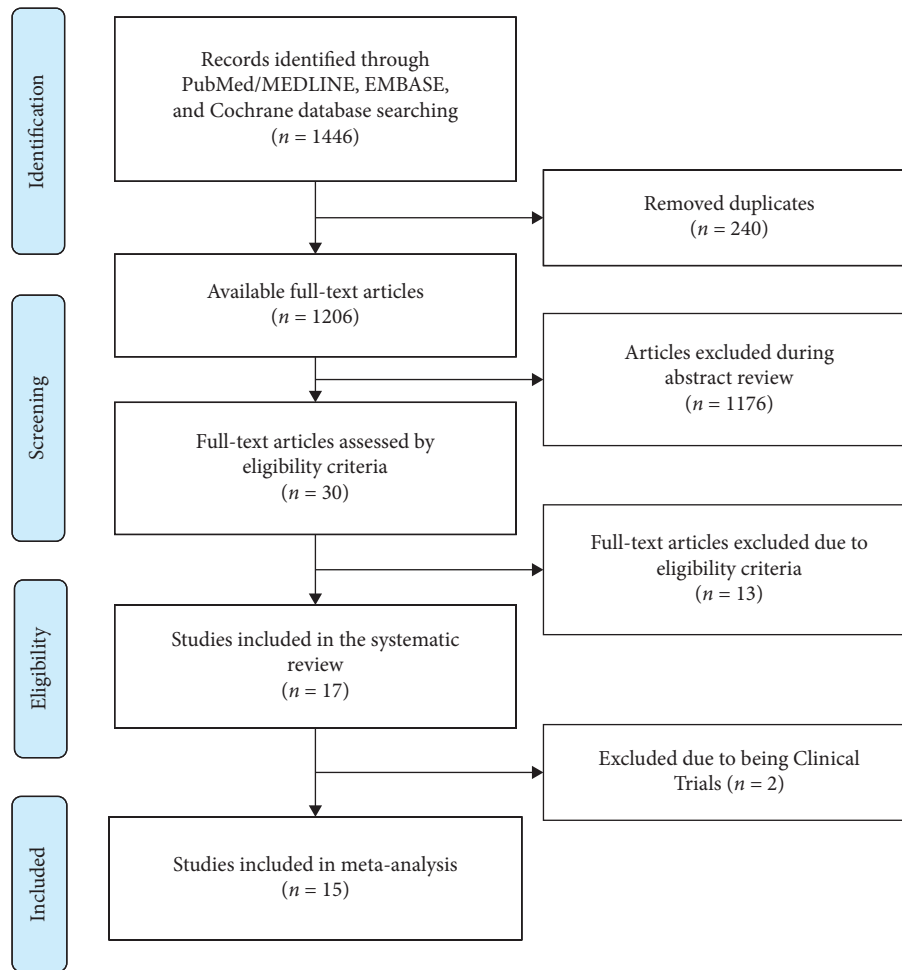 Identification
Records identified through
PubMed/MEDLINE, EMBASE,
and Cochrane database searching
(n = 1446)
Removed duplicates
(n = 240)
Screening
Available full-text articles
(n = 1206)
Articles excluded during
abstract review
(n = 1176)
Full-text articles assessed by
eligibility criteria
(n = 30)
Full-text articles excluded due to
eligibility criteria
(n = 13)
Eligibility
Studies included in the systematic
review
(n = 17)
Excluded due to being Clinical
Trials (n = 2)
Included
Studies included in meta-analysis
(n = 15)